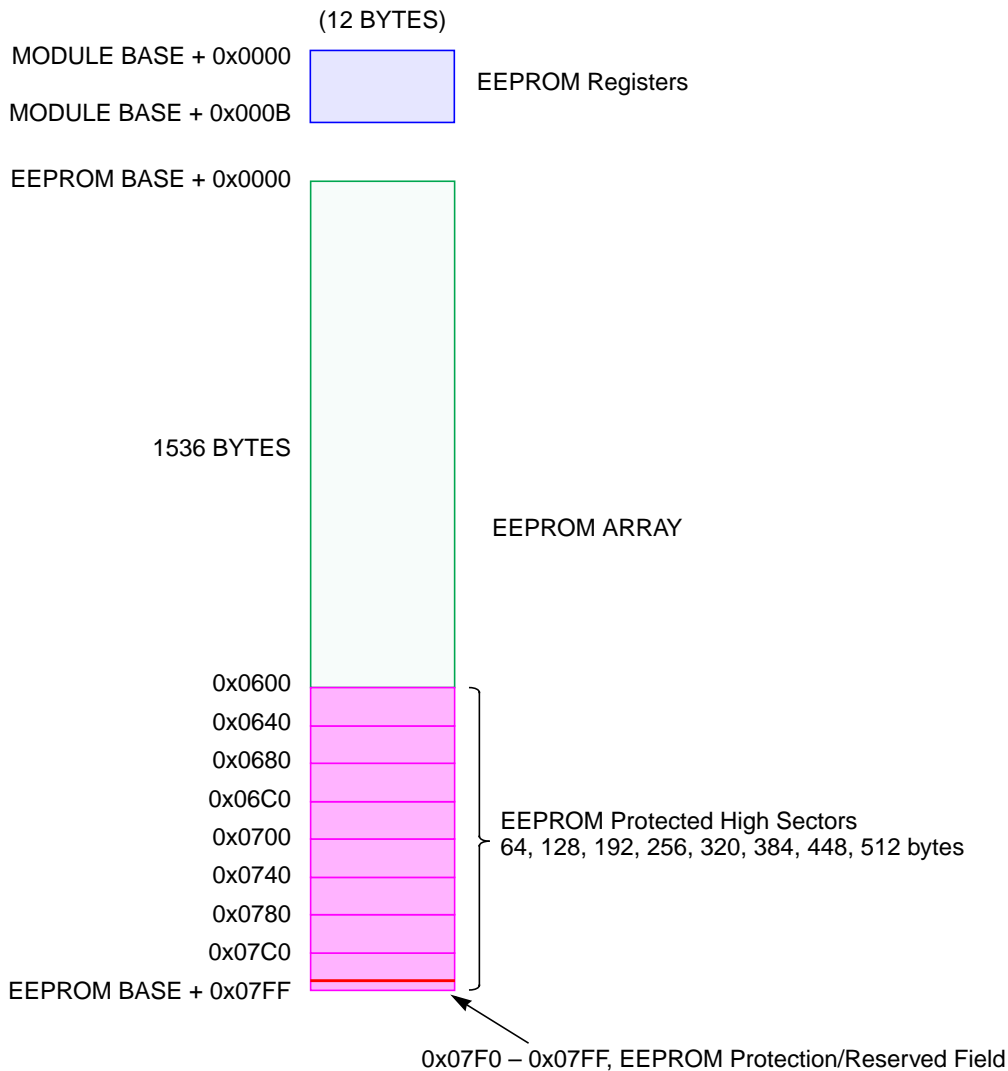 (12 BYTES)
MODULE BASE + 0x0000
EEPROM Registers
MODULE BASE + 0x000B
EEPROM BASE + 0x0000
1536 BYTES
EEPROM ARRAY
0x0600
0x0640
0x0680
0x06C0
0x0700
0x0740
0x0780
0x07C0
EEPROM Protected High Sectors
64, 128, 192, 256, 320, 384, 448, 512 bytes
EEPROM BASE + 0x07FF
0x07F0 – 0x07FF, EEPROM Protection/Reserved Field